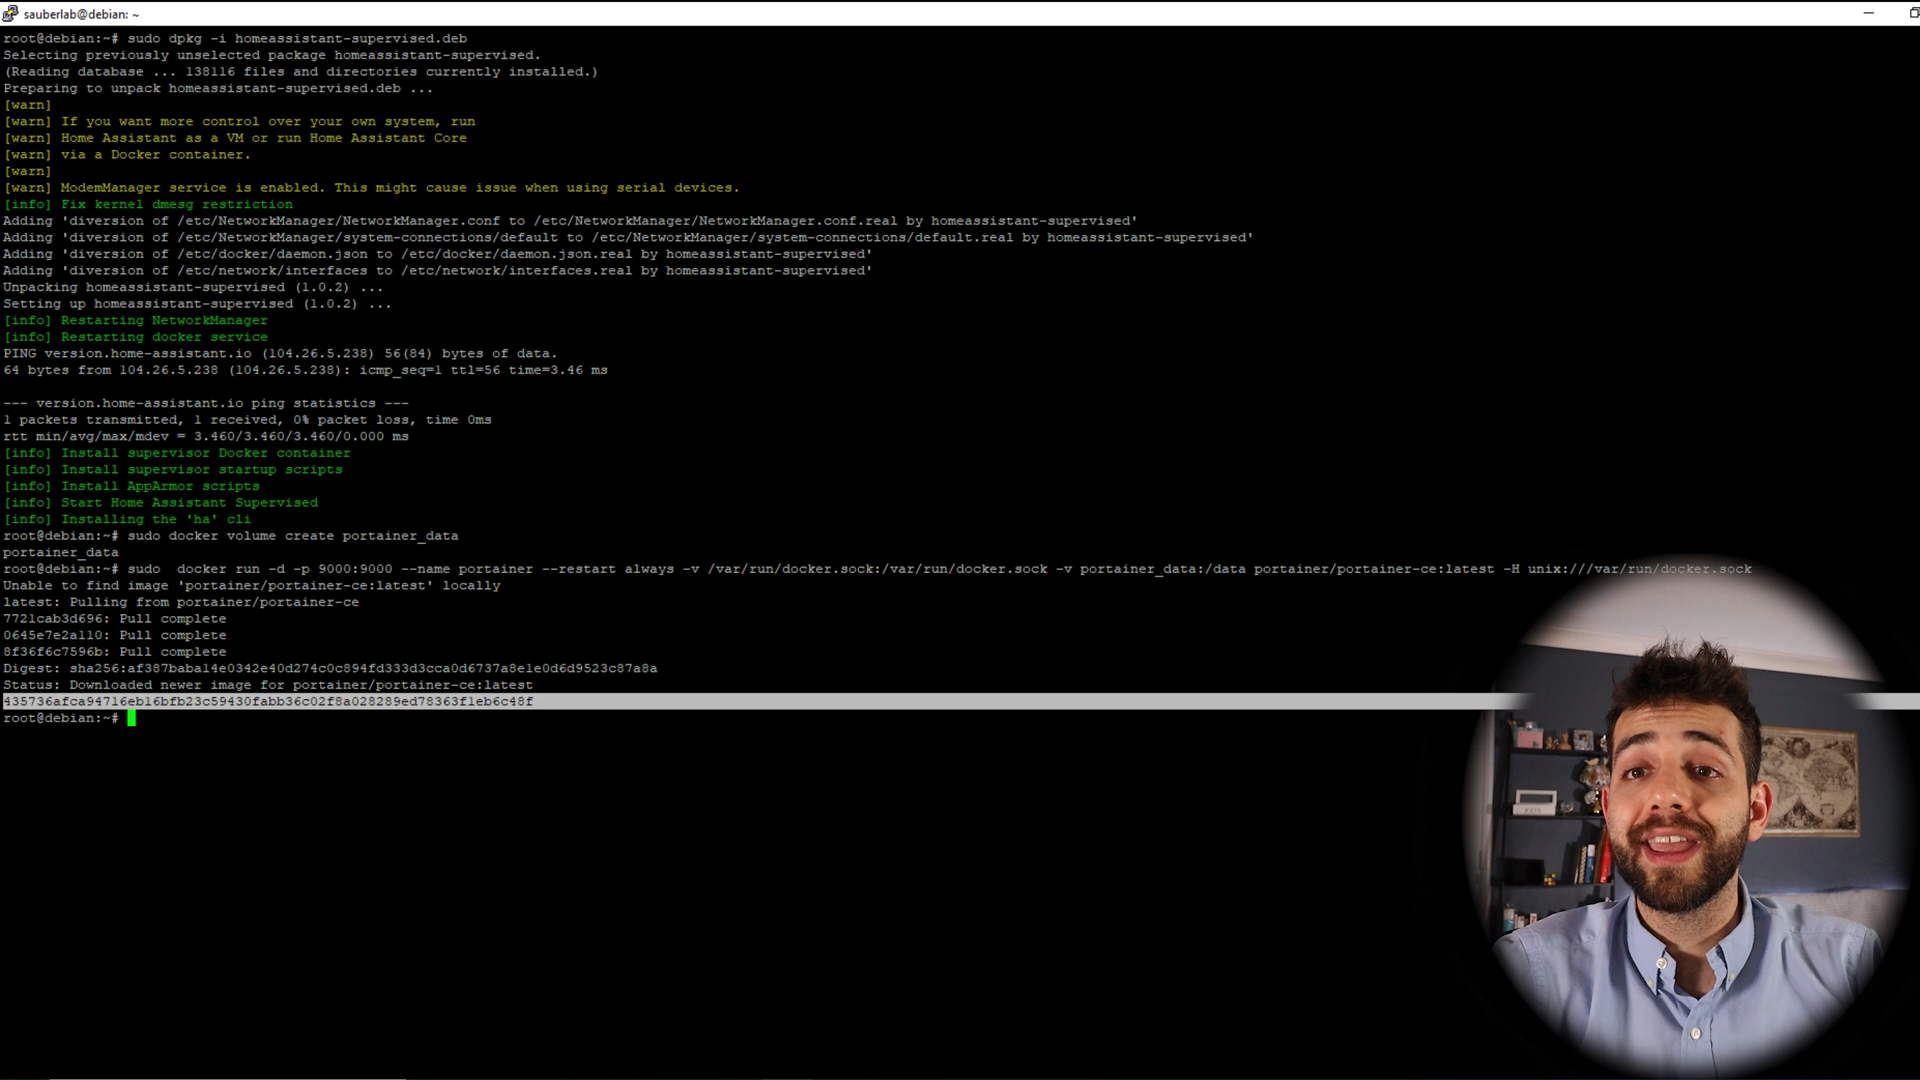 sauberlab@debian: ~
root@debian:~# sudo dpkg -i homeassistant-supervised.deb
Selecting previously unselected package homeassistant-supervised.
(Reading database ... 138116 files and directories currently installed.)
Preparing to unpack homeassistant-supervised.deb ...
[warn]
[warn] If you want more control over your own system, run
[warn] Home Assistant as a VM or run Home Assistant Core
[warn] via a Docker container.
[warn]
[warn] ModemManager service is enabled. This might cause issue when using serial devices.
[info] Fix kernel dmesg restriction
Adding 'diversion of /etc/NetworkManager/NetworkManager.conf to /etc/NetworkManager/NetworkManager.conf.real by homeassistant-supervised'
Adding 'diversion of /etc/NetworkManager/system-connections/default to /etc/NetworkManager/system-connections/default.real by homeassistant-supervised'
Adding 'diversion of /etc/docker/daemon.json to /etc/docker/daemon.json.real by homeassistant-supervised'
Adding 'diversion of /etc/network/interfaces to /etc/network/interfaces.real by homeassistant-supervised'
Unpacking homeassistant-supervised (1.0.2) ...
Setting up homeassistant-supervised (1.0.2) ...
[info] Restarting NetworkManager
[info] Restarting docker service
PING version.home-assistant.io (104.26.5.238) 56(84) bytes of data.
64 bytes from 104.26.5.238 (104.26.5.238): icmp_seq=1 ttl=56 time=3.46 ms
--- version.home-assistant.io ping statistics ---
1 packets transmitted, 1 received, 0% packet loss, time 0ms
rtt min/avg/max/mdev = 3.460/3.460/3.460/0.000 ms
[info] Install supervisor Docker container
[info] Install supervisor startup scripts
[info] Install AppArmor scripts
[info] Start Home Assistant Supervised
[info] Installing the 'ha' cli
root@debian:~# sudo docker volume create portainer_data
portainer_data
root@debian:~# sudo  docker run -d -p 9000:9000 --name portainer --restart always -v /var/run/docker.sock:/var/run/docker.sock -v portainer_data:/data portainer/portainer-ce:latest -H unix:///var/run/docker.sock
Unable to find image 'portainer/portainer-ce:latest' locally
latest: Pulling from portainer/portainer-ce
7721cab3d696: Pull complete
0645e7e2a110: Pull complete
8f36f6c7596b: Pull complete
Digest: sha256:af387baba14e0342e40d274c0c894fd333d3cca0d6737a8e1e0d6d9523c87a8a
Status: Downloaded newer image for portainer/portainer-ce:latest
435736afca94716eb16bfb23c59430fabb36c02f8a028289ed78363f1eb6c48f
root@debian:~#